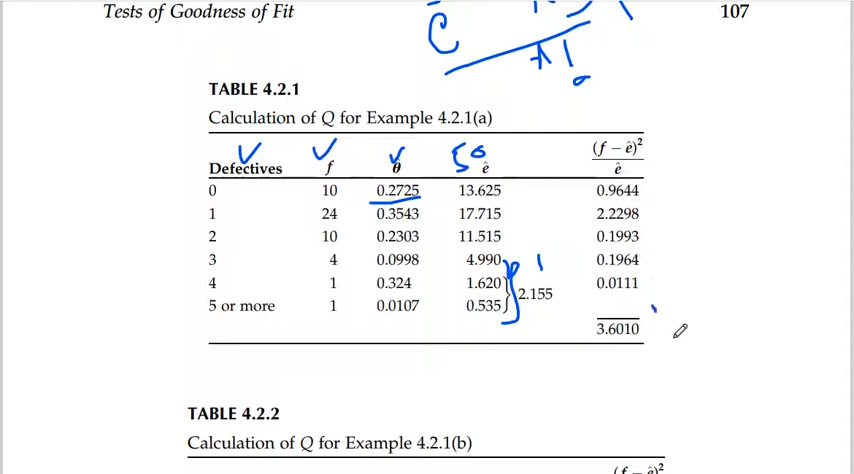 Tests of Goodness of Fit 107
TABLE 4.2.1
Calculation of Q for Example 4.2.1(a)
Defectives f θ ê (f − ê)² / ê
0 10 0.2725 13.625 0.9644
1 24 0.3543 17.715 2.2298
2 10 0.2303 11.515 0.1993
3 4 0.0998 4.990 0.1964
4 1 0.324 1.620 0.0111
2.155
5 or more 1 0.0107 0.535
3.6010
TABLE 4.2.2
Calculation of Q for Example 4.2.1(b)